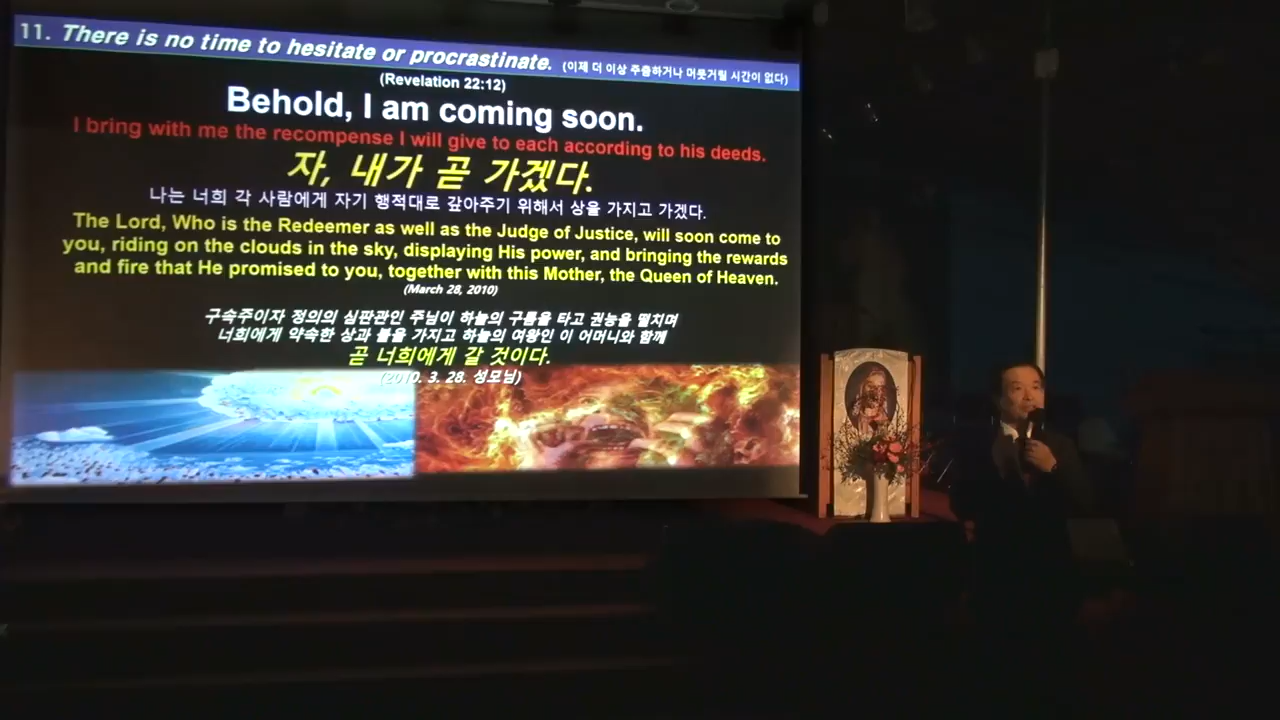 11. There is no time to hesitate or procrastinate. (이제 더 이상 주춤하거나 머뭇거릴 시간이 없다)
(Revelation 22:12)
Behold, I am coming soon.
I bring with me the recompense I will give to each according to his deeds.
자, 내가 곧 가겠다.
나는 너희 각 사람에게 자기 행적대로 갚아주기 위해서 상을 가지고 가겠다.
The Lord, Who is the Redeemer as well as the Judge of Justice, will soon come to
you, riding on the clouds in the sky, displaying His power, and bringing the rewards
and fire that He promised to you, together with this Mother, the Queen of Heaven.
(March 28, 2010)
구속주이자 정의의 심판관인 주님이 하늘의 구름을 타고 권능을 떨치며
너희에게 약속한 상과 불을 가지고 하늘의 여왕인 이 어머니와 함께
곧 너희에게 갈 것이다.
(2010. 3. 28. 성모님)